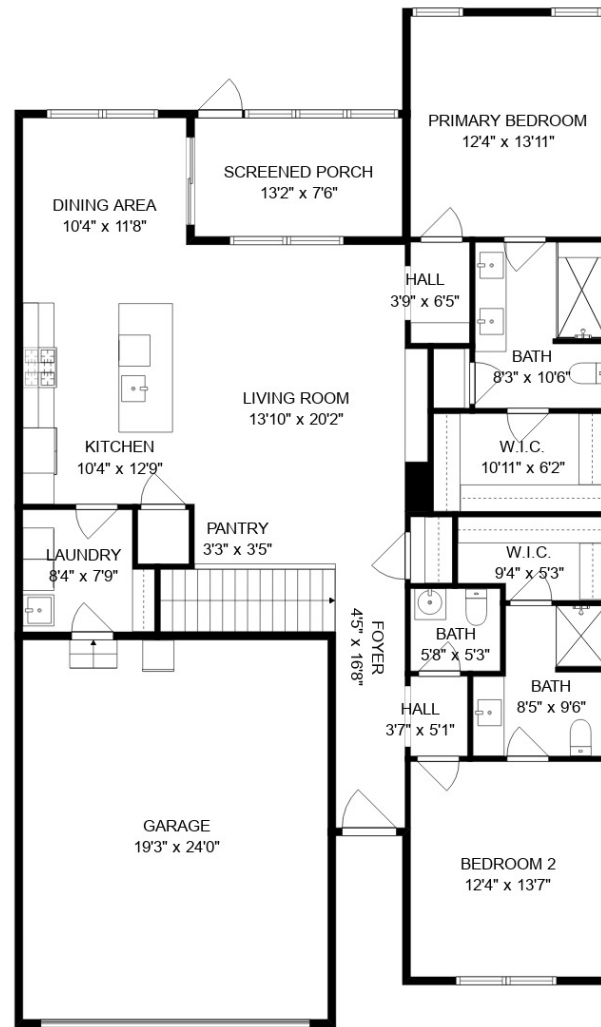 PRIMARY BEDROOM
12'4" x 13'11"
SCREENED PORCH
13'2" x 7'6"
DINING AREA
10'4" x 11'8"
HALL
3'9" x 6'5"
BATH
8'3" x 10'6"
LIVING ROOM
13'10" x 20'2"
KITCHEN
10'4" x 12'9"
W.I.C.
10'11" x 6'2"
PANTRY
3'3" x 3'5"
LAUNDRY
8'4" x 7'9"
W.I.C.
9'4" x 5'3"
FOYER
4'5" x 16'8"
BATH
5'8" x 5'3"
BATH
8'5" x 9'6"
HALL
3'7" x 5'1"
GARAGE
19'3" x 24'0"
BEDROOM 2
12'4" x 13'7"